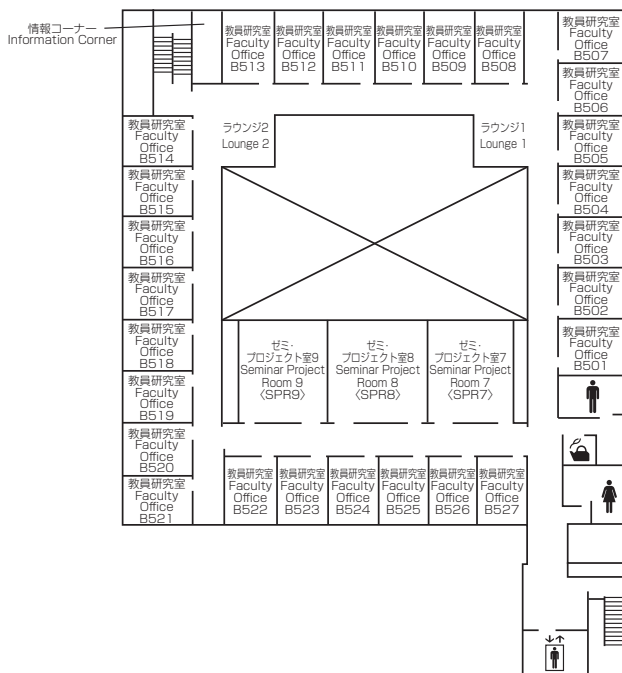 情報コーナー
Information Corner
教員研究室
Faculty
Office
B513
教員研究室
Faculty
Office
B512
教員研究室
Faculty
Office
B511
教員研究室
Faculty
Office
B510
教員研究室
Faculty
Office
B509
教員研究室
Faculty
Office
B508
教員研究室
Faculty
Office
B507
教員研究室
Faculty
Office
B506
教員研究室
Faculty
Office
B505
教員研究室
Faculty
Office
B504
教員研究室
Faculty
Office
B503
教員研究室
Faculty
Office
B502
教員研究室
Faculty
Office
B501
ラウンジ2
Lounge 2
ラウンジ1
Lounge 1
教員研究室
Faculty
Office
B514
教員研究室
Faculty
Office
B515
教員研究室
Faculty
Office
B516
教員研究室
Faculty
Office
B517
教員研究室
Faculty
Office
B518
教員研究室
Faculty
Office
B519
教員研究室
Faculty
Office
B520
教員研究室
Faculty
Office
B521
ゼミ・
プロジェクト室9
Seminar Project
Room 9
〈SPR9〉
ゼミ・
プロジェクト室8
Seminar Project
Room 8
〈SPR8〉
ゼミ・
プロジェクト室7
Seminar Project
Room 7
〈SPR7〉
教員研究室
Faculty
Office
B522
教員研究室
Faculty
Office
B523
教員研究室
Faculty
Office
B524
教員研究室
Faculty
Office
B525
教員研究室
Faculty
Office
B526
教員研究室
Faculty
Office
B527